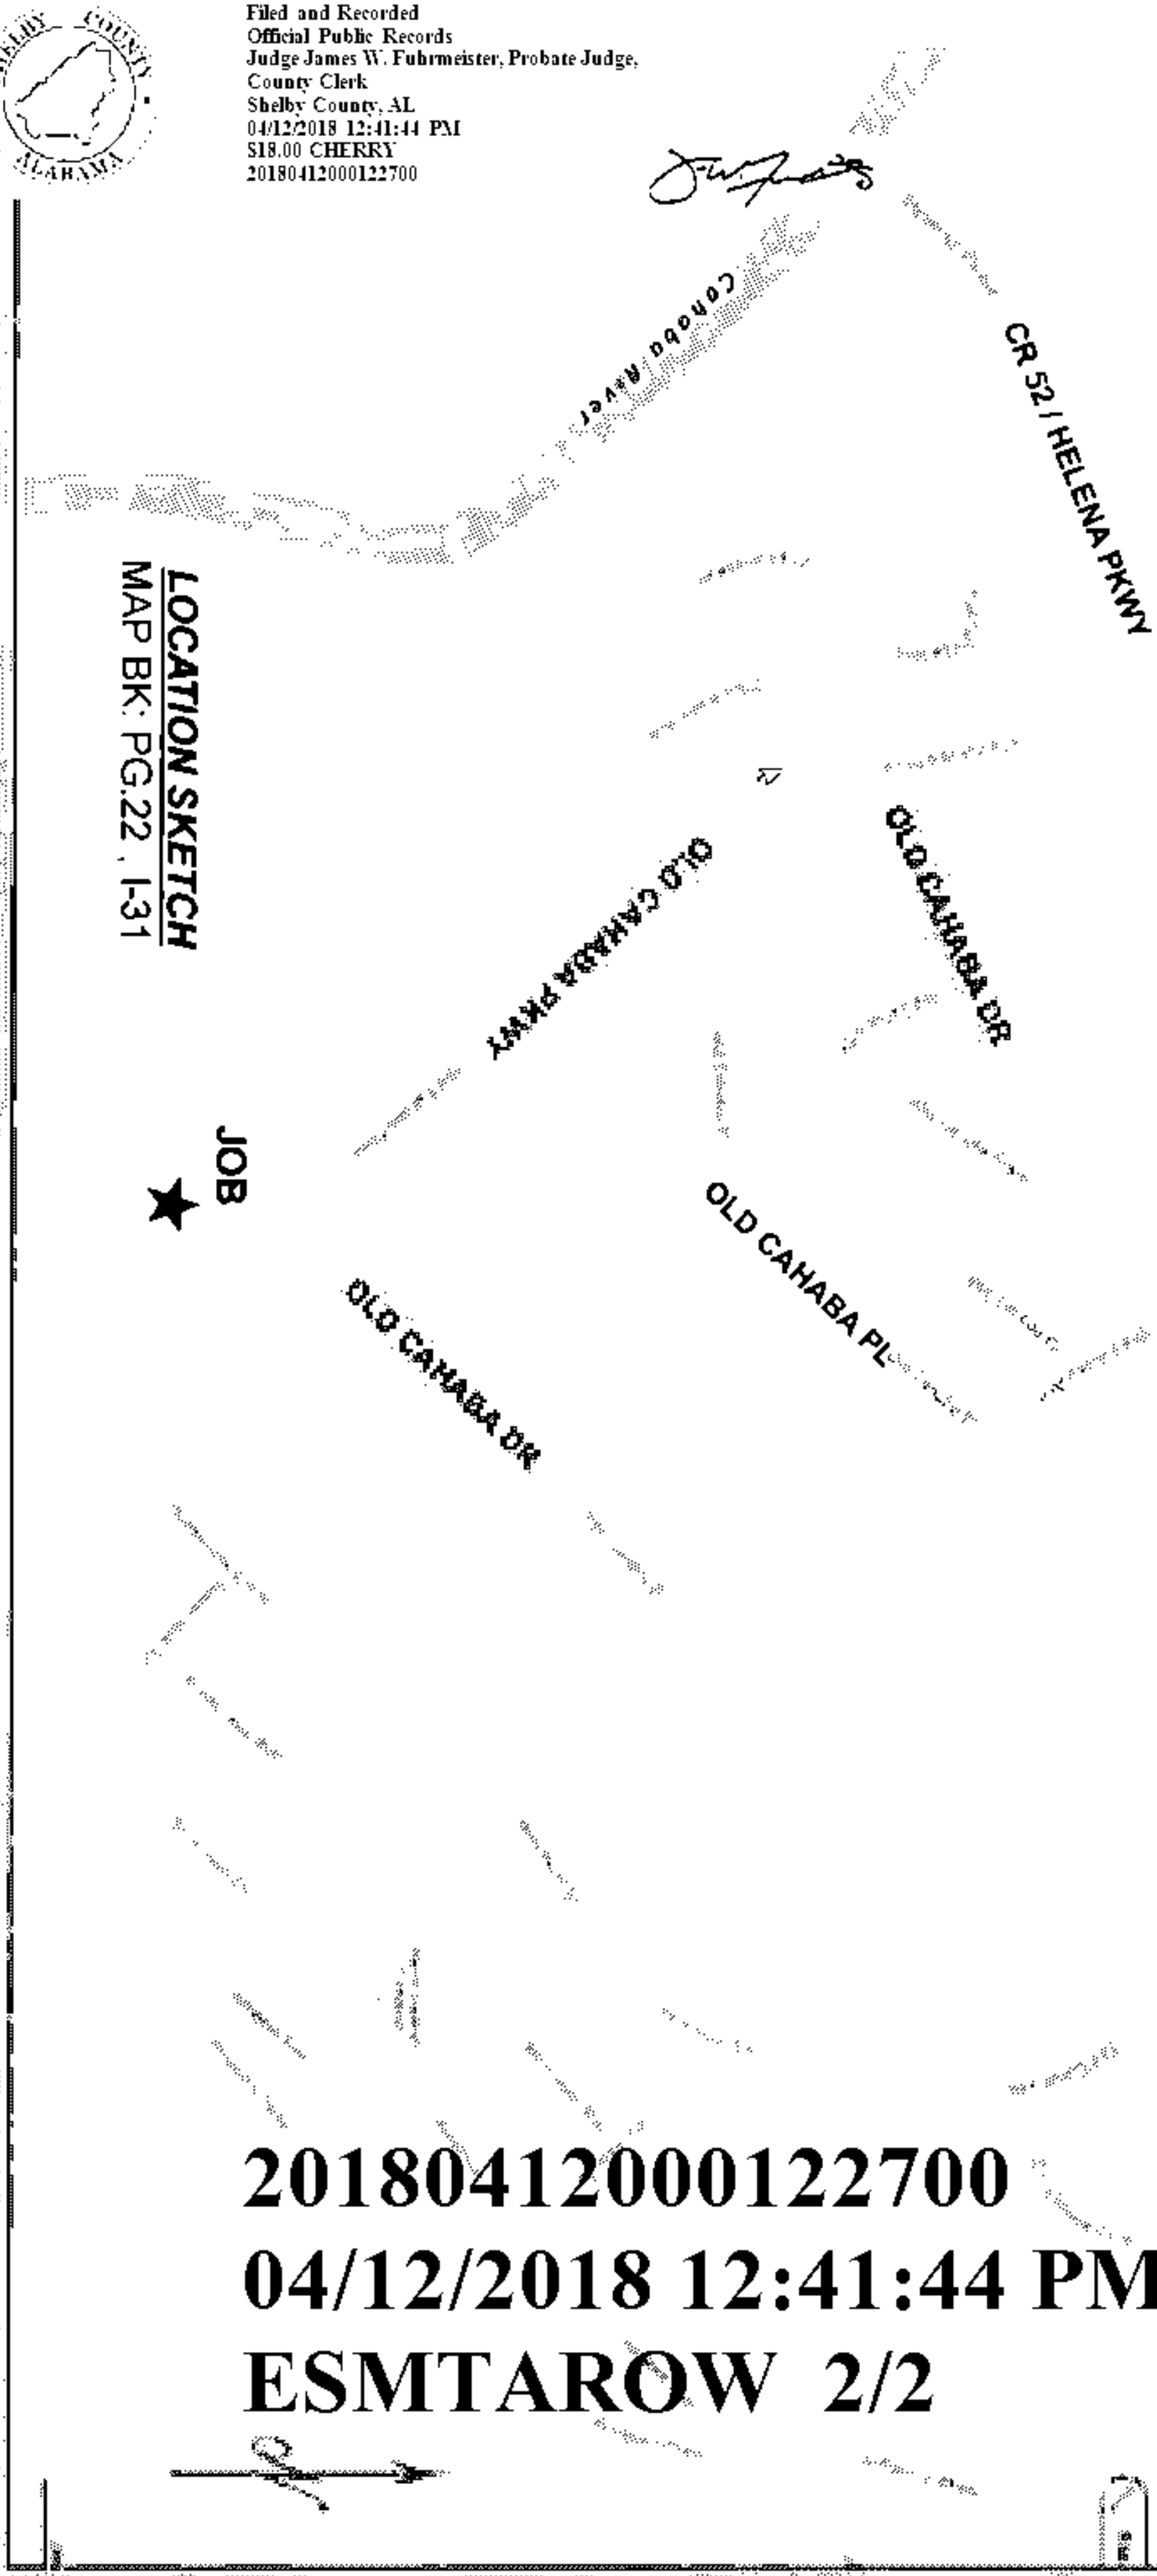 SHELBY COUNTY
ALABAMA
Filed and Recorded
Official Public Records
Judge James W. Fuhrmeister, Probate Judge,
County Clerk
Shelby County, AL
04/12/2018 12:41:44 PM
$18.00 CHERRY
20180412000122700
Cahaba River
CR 52 / HELENA PKWY
LOCATION SKETCH
MAP BK: PG.22 , I-31
OLD CAHABA PKWY
OLD CAHABA DR
JOB
OLD CAHABA PL
OLD CAHABA DR
20180412000122700
04/12/2018 12:41:44 PM
ESMTAROW 2/2